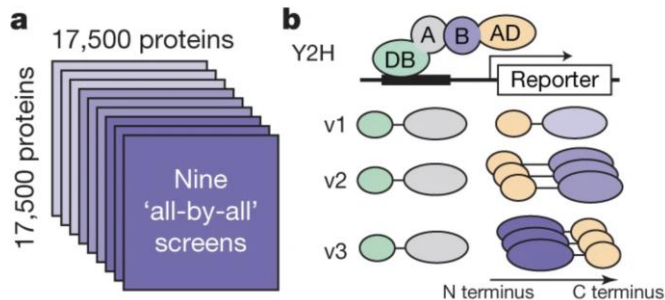 a
17,500 proteins
17,500 proteins
Nine
‘all-by-all’
screens
b
Y2H
A
B
AD
DB
Reporter
v1
v2
v3
N terminus
C terminus